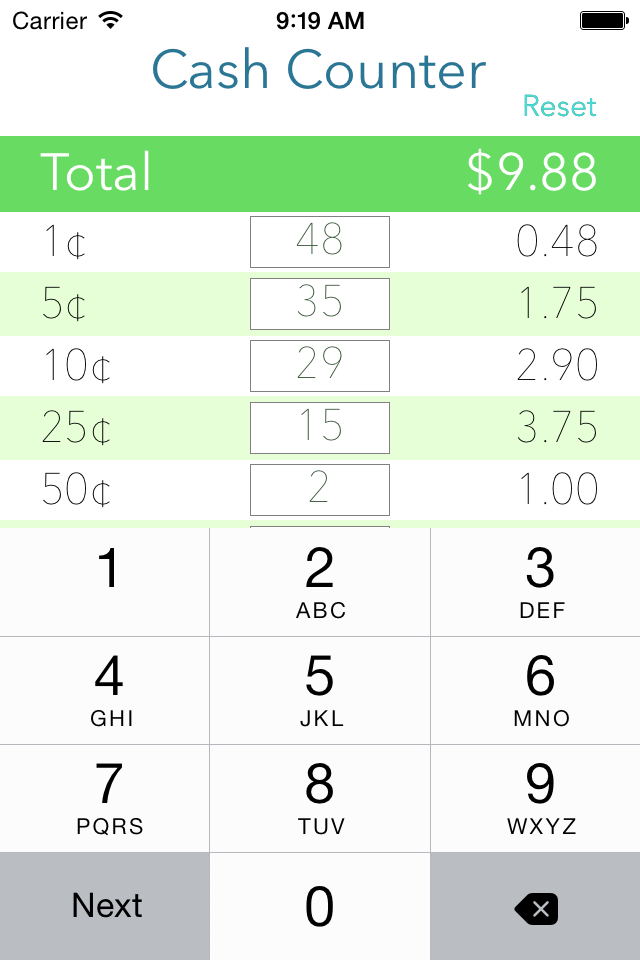 Carrier 9:19 AM
Cash Counter
Reset
Total $9.88
1¢ 48 0.48
5¢ 35 1.75
10¢ 29 2.90
25¢ 15 3.75
50¢ 2 1.00
1 2 3
ABC DEF
4 5 6
GHI JKL MNO
7 8 9
PQRS TUV WXYZ
Next 0